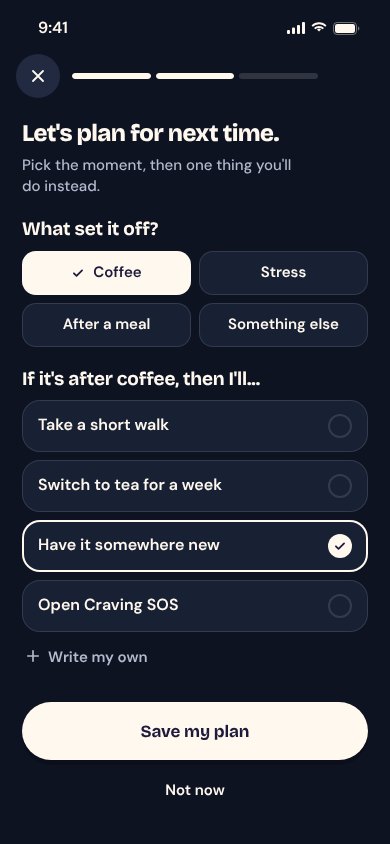 9:41
Let's plan for next time.
Pick the moment, then one thing you'll
do instead.
What set it off?
Coffee
Stress
After a meal
Something else
If it's after coffee, then I'll...
Take a short walk
Switch to tea for a week
Have it somewhere new
Open Craving SOS
Write my own
Save my plan
Not now